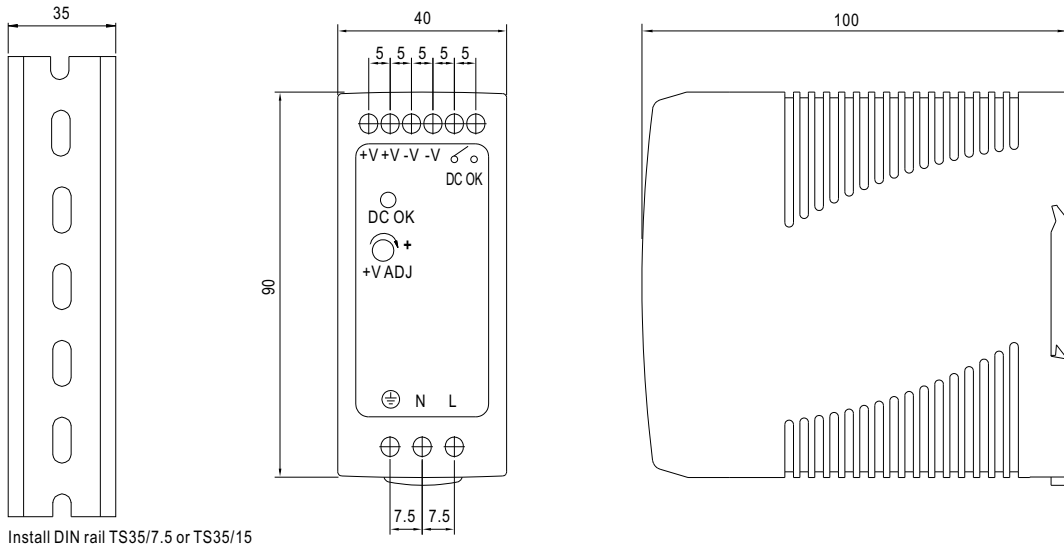 35
40
100
5 5 5 5 5
+V +V -V -V
DC OK
DC OK
+
+V ADJ
90
N L
7.5 7.5
Install DIN rail TS35/7.5 or TS35/15